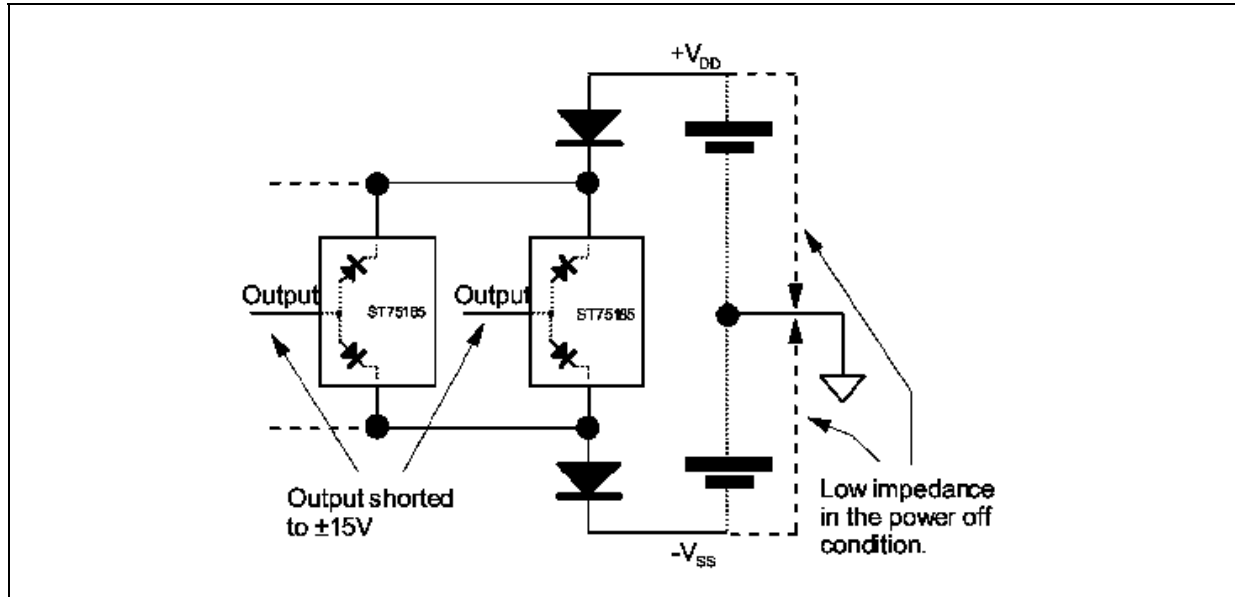 +VDD
Output
ST75185
Output
ST75185
Output shorted
to ±15V
Low impedance
in the power off
condition.
-VSS